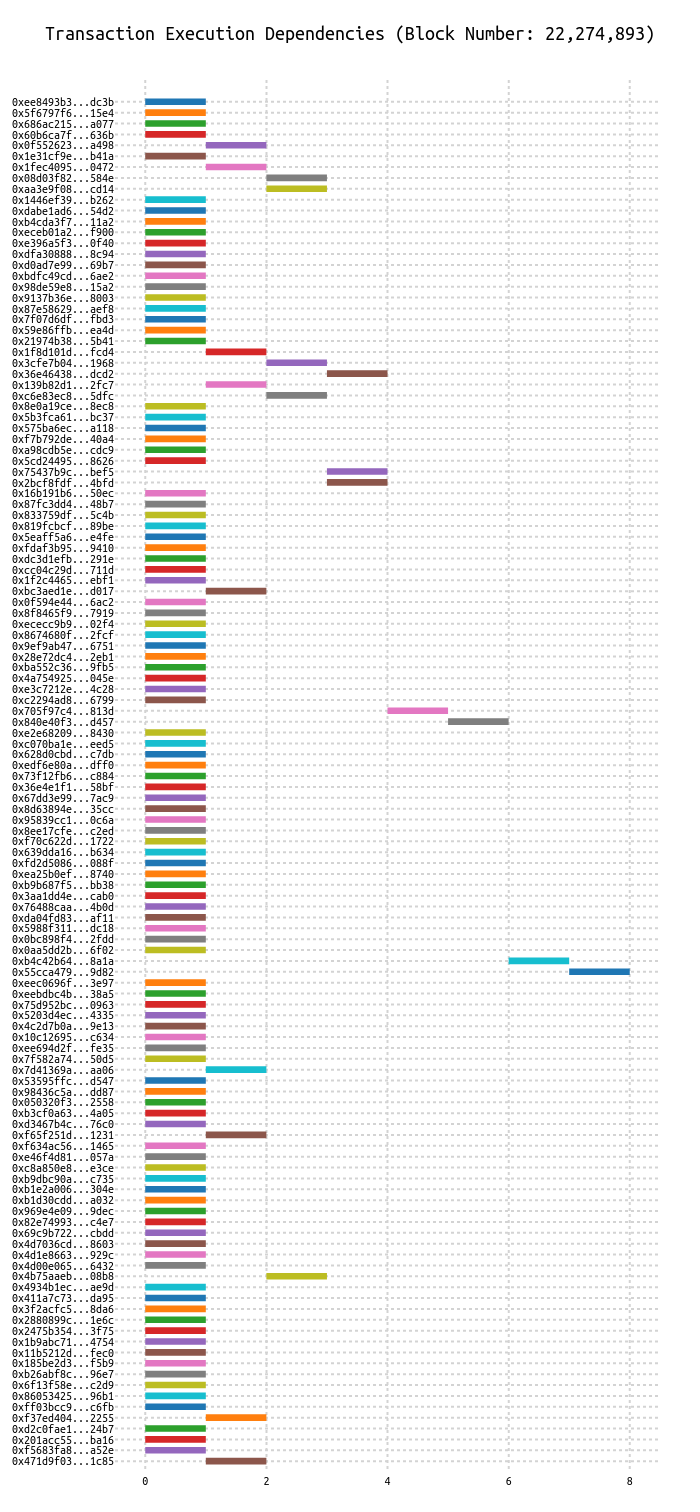 Transaction Execution Dependencies (Block Number: 22,274,893)
0xee8493b3...dc3b
0x5f6797f6...15e4
0x686ac215...a077
0x60b6ca7f...636b
0x0f552623...a498
0x1e31cf9e...b41a
0x1fec4095...0472
0x08d03f82...584e
0xaa3e9f08...cd14
0x1446ef39...b262
0xdabe1ad6...54d2
0xb4cda3f7...11a2
0xeceb01a2...f900
0xe396a5f3...0f40
0xdfa30888...8c94
0xd0ad7e99...69b7
0xbdfc49cd...6ae2
0x98de59e8...15a2
0x9137b36e...8003
0x87e58629...aef8
0x7f07d6df...fbd3
0x59e86ffb...ea4d
0x21974b38...5b41
0x1f8d101d...fcd4
0x3cfe7b04...1968
0x36e46438...dcd2
0x139b82d1...2fc7
0xc6e83ec8...5dfc
0x8e0a19ce...8ec8
0x5b3fca61...bc37
0x575ba6ec...a118
0xf7b792de...40a4
0xa98cdb5e...cdc9
0x5cd24495...8626
0x75437b9c...bef5
0x2bcf8fdf...4bfd
0x16b191b6...50ec
0x87fc3dd4...48b7
0x833759df...5c4b
0x819fcbcf...89be
0x5eaff5a6...e4fe
0xfdaf3b95...9410
0xdc3d1efb...291e
0xcc04c29d...711d
0x1f2c4465...ebf1
0xbc3aed1e...d017
0x0f594e44...6ac2
0x8f8465f9...7919
0xececc9b9...02f4
0x8674680f...2fcf
0x9ef9ab47...6751
0x28e72dc4...2eb1
0xba552c36...9fb5
0x4a754925...045e
0xe3c7212e...4c28
0xc2294ad8...6799
0x705f97c4...813d
0x840e40f3...d457
0xe2e68209...8430
0xc070ba1e...eed5
0x628d0cbd...c7db
0xedf6e80a...dff0
0x73f12fb6...c884
0x36e4e1f1...58bf
0x67dd3e99...7ac9
0x8d63894e...35cc
0x95839cc1...0c6a
0x8ee17cfe...c2ed
0xf70c622d...1722
0x639dda16...b634
0xfd2d5086...088f
0xea25b0ef...8740
0xb9b687f5...bb38
0x3aa1dd4e...cab0
0x76488caa...4b0d
0xda04fd83...af11
0x5988f311...dc18
0x0bc898f4...2fdd
0x0aa5dd2b...6f02
0xb4c42b64...8a1a
0x55cca479...9d82
0xeec0696f...3e97
0xeebdbc4b...38a5
0x75d952bc...0963
0x5203d4ec...4335
0x4c2d7b0a...9e13
0x10c12695...c634
0xee694d2f...fe35
0x7f582a74...50d5
0x7d41369a...aa06
0x53595ffc...d547
0x98436c5a...dd87
0x050320f3...2558
0xb3cf0a63...4a05
0xd3467b4c...76c0
0xf65f251d...1231
0xf634ac56...1465
0xe46f4d81...057a
0xc8a850e8...e3ce
0xb9dbc90a...c735
0xb1e2a006...304e
0xb1d30cdd...a032
0x969e4e09...9dec
0x82e74993...c4e7
0x69c9b722...cbdd
0x4d7036cd...8603
0x4d1e8663...929c
0x4d00e065...6432
0x4b75aaeb...08b8
0x4934b1ec...ae9d
0x411a7c73...da95
0x3f2acfc5...8da6
0x2880899c...1e6c
0x2475b354...3f75
0x1b9abc71...4754
0x11b5212d...fec0
0x185be2d3...f5b9
0xb26abf8c...96e7
0x6f13f58e...c2d9
0x86053425...96b1
0xff03bcc9...c6fb
0xf37ed404...2255
0xd2c0fae1...24b7
0x201acc55...ba16
0xf5683fa8...a52e
0x471d9f03...1c85
0 2 4 6 8